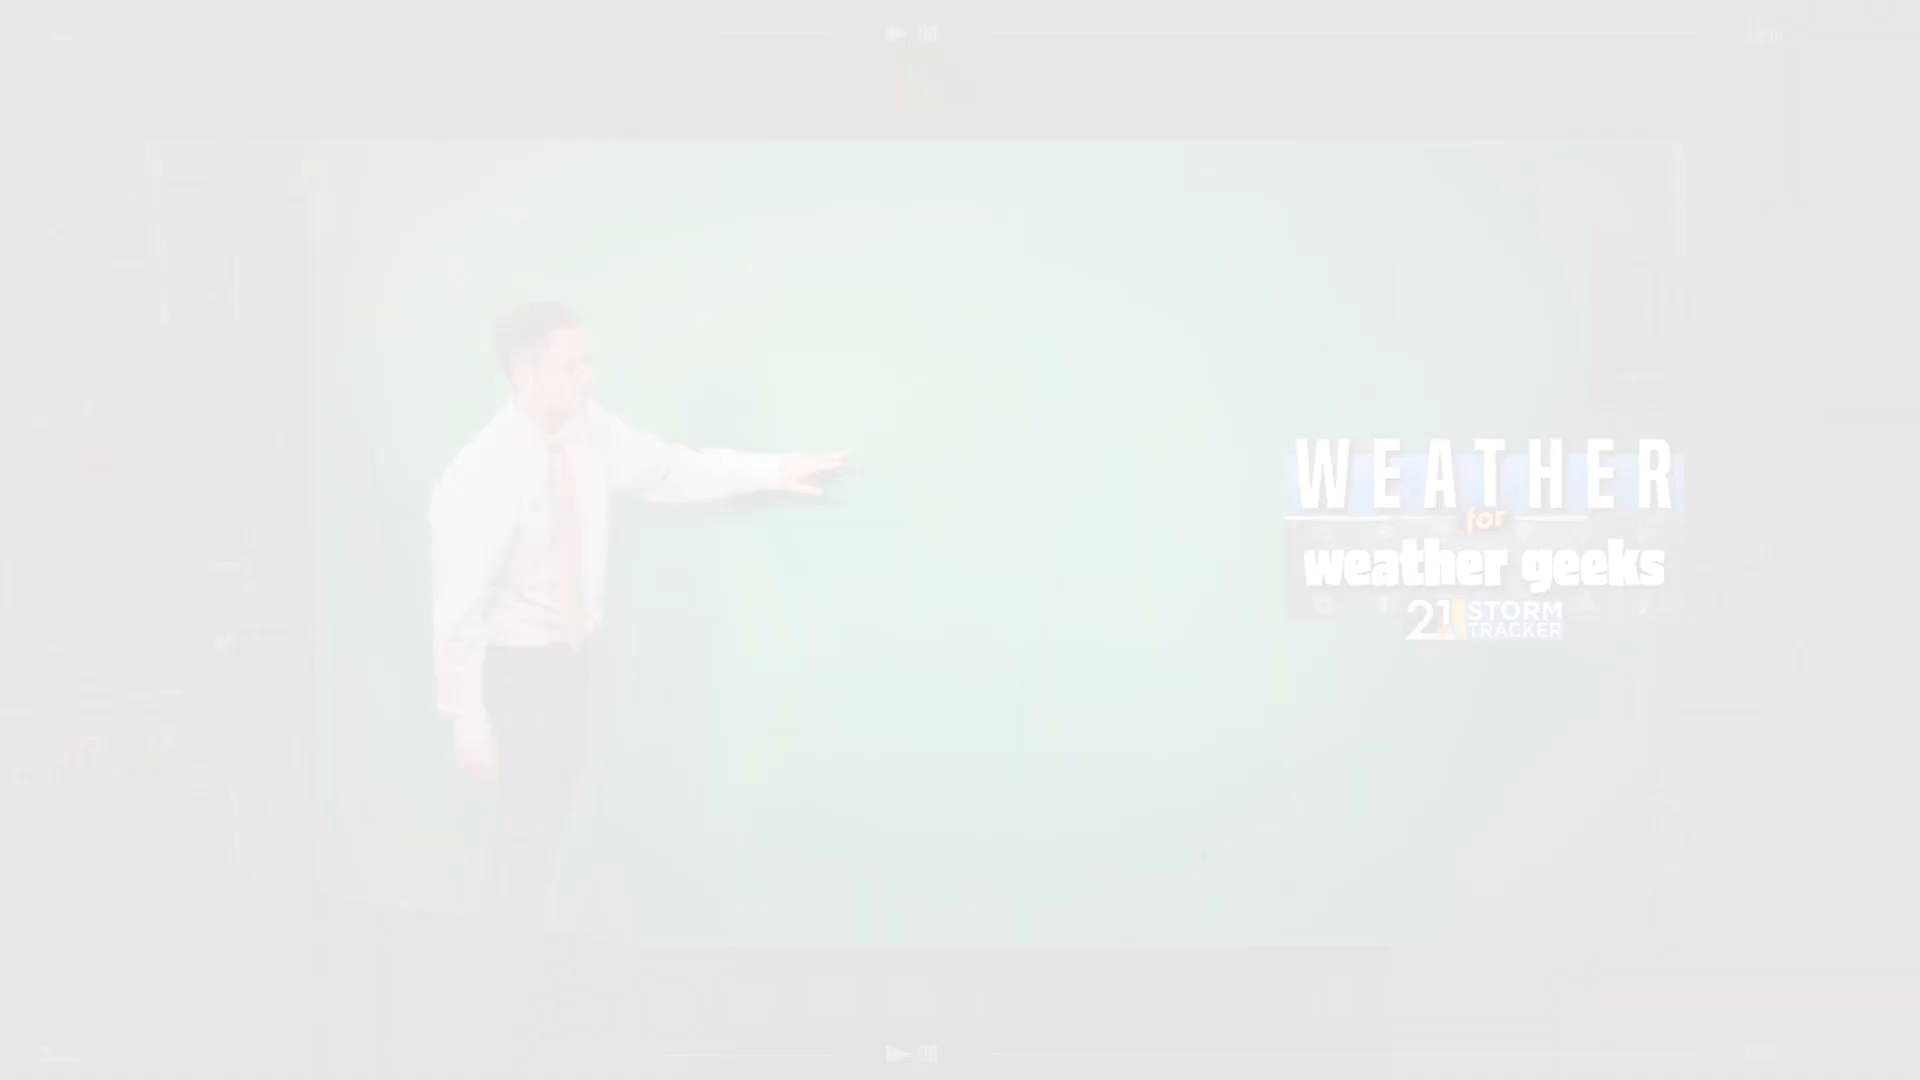 WEATHER
for
weather geeks
21 STORM
TRACKER